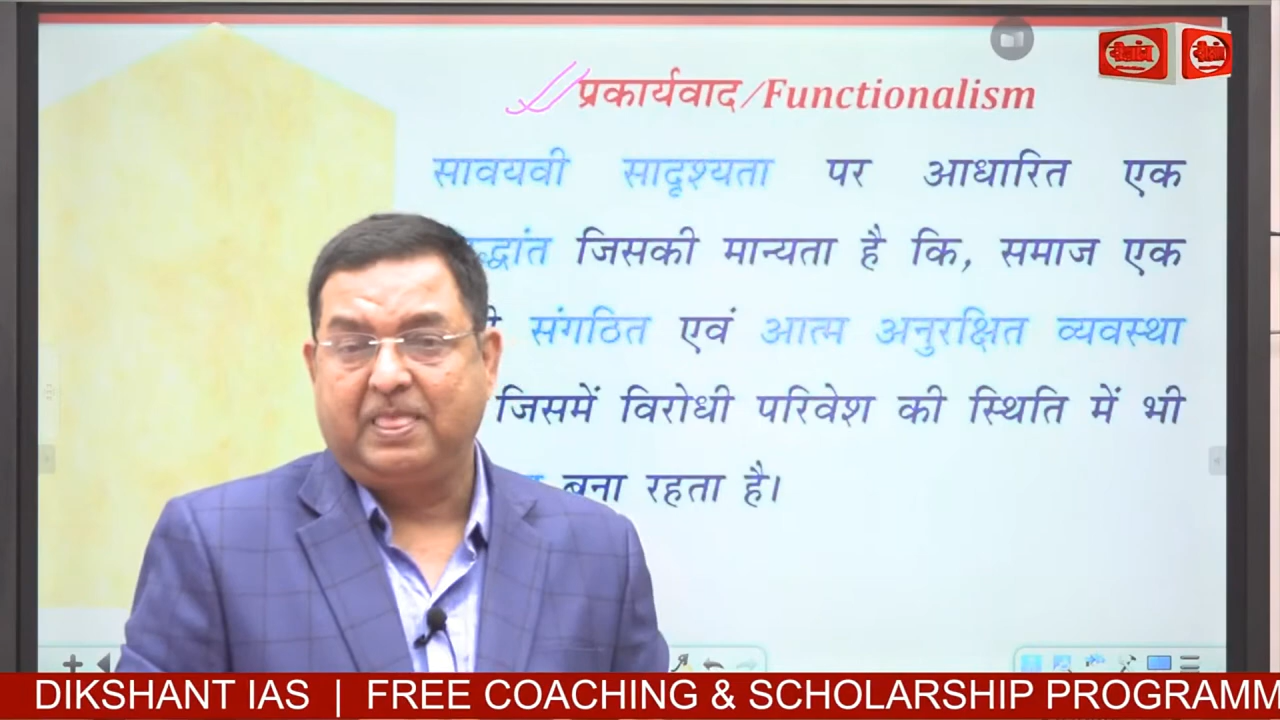 प्रकार्यवाद/Functionalism
सावयवी सादृश्यता पर आधारित एक
जिसकी मान्यता है कि, समाज एक
संगठित एवं आत्म अनुरक्षित व्यवस्था
जिसमें विरोधी परिवेश की स्थिति में भी
बना रहता है।
DIKSHANT IAS | FREE COACHING & SCHOLARSHIP PROGRAMM